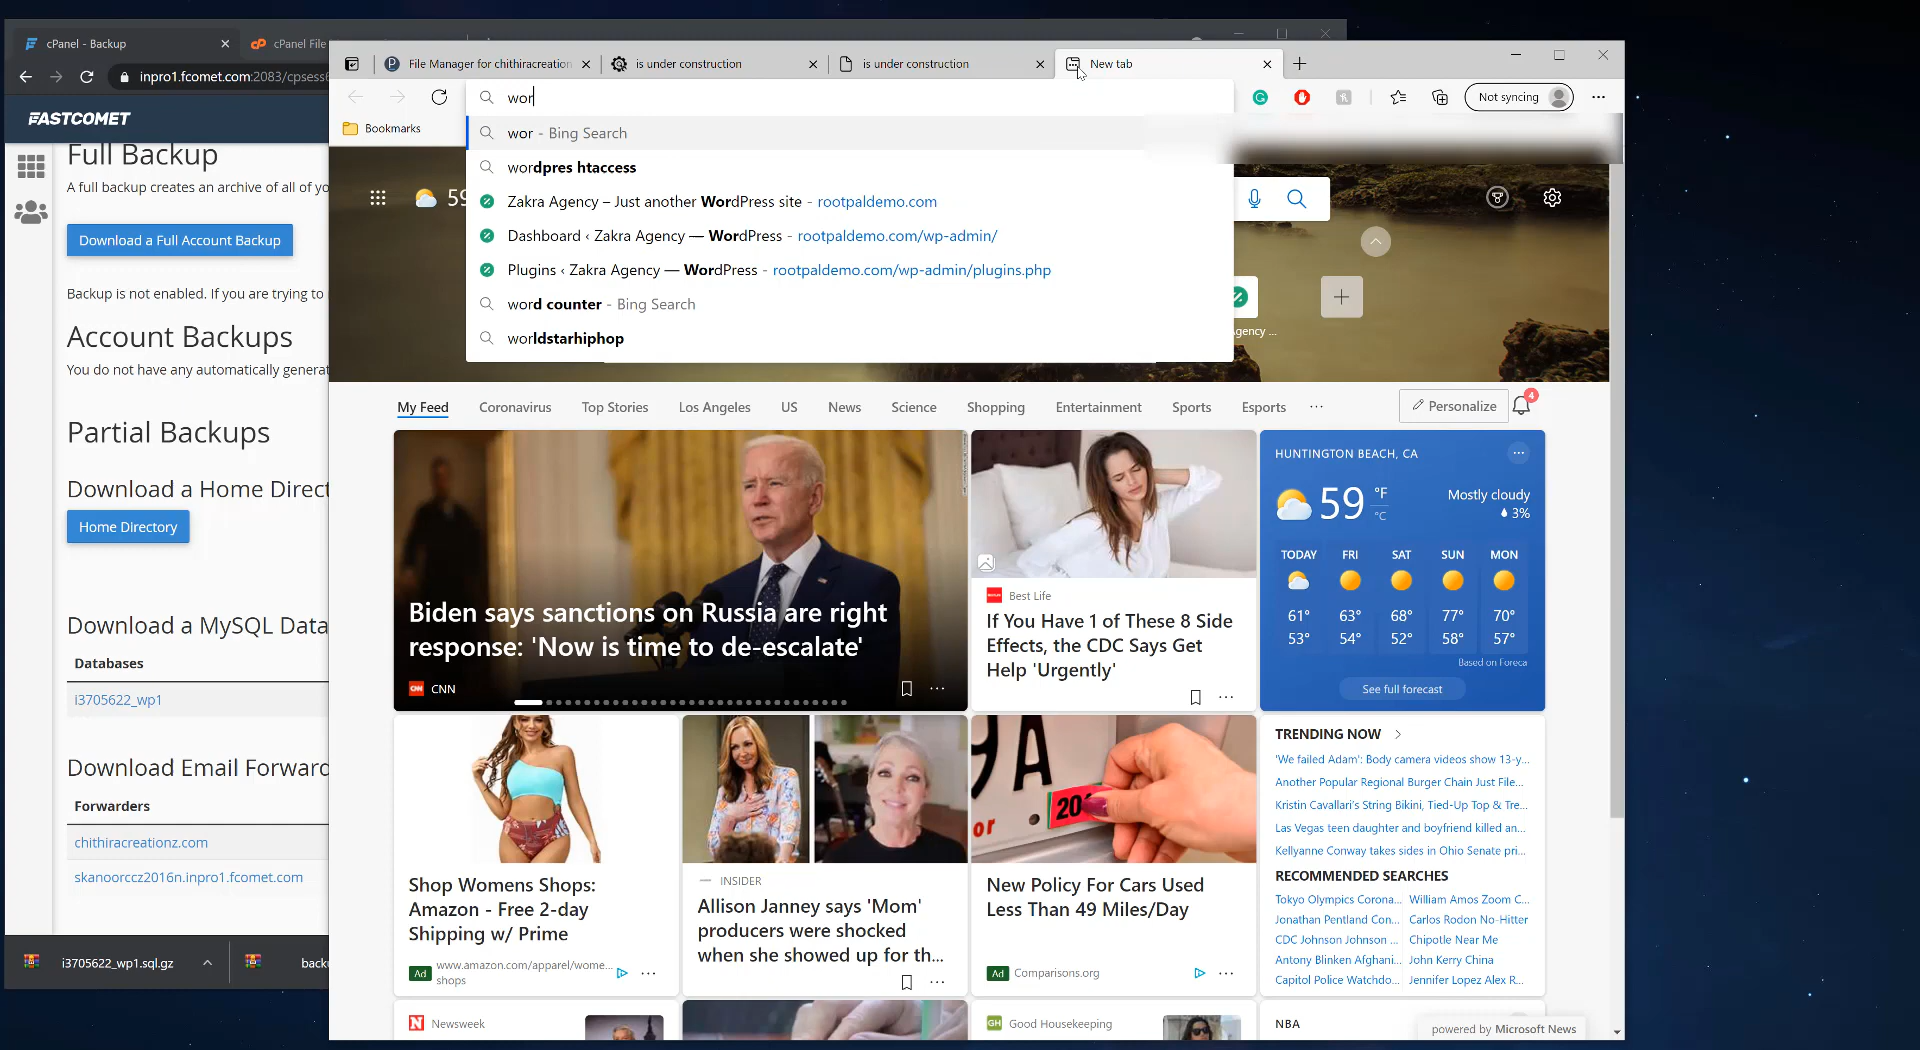 cPanel - Backup
cPanel File
inpro1.fcomet.com:2083/cpsess6
FASTCOMET
Full Backup
A full backup creates an archive of all of yo
Download a Full Account Backup
Backup is not enabled. If you are trying to
Account Backups
You do not have any automatically generat
Partial Backups
Download a Home Direct
Home Directory
Download a MySQL Data
Databases
i3705622_wp1
Download Email Forward
Forwarders
chithiracreationz.com
skanoorccz2016n.inpro1.fcomet.com
i3705622_wp1.sql.gz
backu
File Manager for chithiracreation
is under construction
is under construction
New tab
wor
Not syncing
Bookmarks
wor - Bing Search
wordpres htaccess
Zakra Agency – Just another WordPress site - rootpaldemo.com
Dashboard ‹ Zakra Agency — WordPress - rootpaldemo.com/wp-admin/
Plugins ‹ Zakra Agency — WordPress - rootpaldemo.com/wp-admin/plugins.php
word counter - Bing Search
worldstarhiphop
59
gency ...
My Feed
Coronavirus
Top Stories
Los Angeles
US
News
Science
Shopping
Entertainment
Sports
Esports
Personalize
4
Biden says sanctions on Russia are right
response: 'Now is time to de-escalate'
CNN
Best Life
If You Have 1 of These 8 Side
Effects, the CDC Says Get
Help 'Urgently'
HUNTINGTON BEACH, CA
59
°F
°C
Mostly cloudy
3%
TODAY FRI SAT SUN MON
61° 63° 68° 77° 70°
53° 54° 52° 58° 57°
Based on Foreca
See full forecast
Shop Womens Shops:
Amazon - Free 2-day
Shipping w/ Prime
Ad
www.amazon.com/apparel/wome...
shops
INSIDER
Allison Janney says 'Mom'
producers were shocked
when she showed up for th...
9A
or
201
New Policy For Cars Used
Less Than 49 Miles/Day
Ad Comparisons.org
TRENDING NOW
'We failed Adam': Body camera videos show 13-y...
Another Popular Regional Burger Chain Just File...
Kristin Cavallari's String Bikini, Tied-Up Top & Tre...
Las Vegas teen daughter and boyfriend killed an...
Kellyanne Conway takes sides in Ohio Senate pri...
RECOMMENDED SEARCHES
Tokyo Olympics Corona... William Amos Zoom C...
Jonathan Pentland Con... Carlos Rodon No-Hitter
CDC Johnson Johnson ... Chipotle Near Me
Antony Blinken Afghani... John Kerry China
Capitol Police Watchdo... Jennifer Lopez Alex R...
Newsweek
GH Good Housekeeping
NBA
powered by Microsoft News